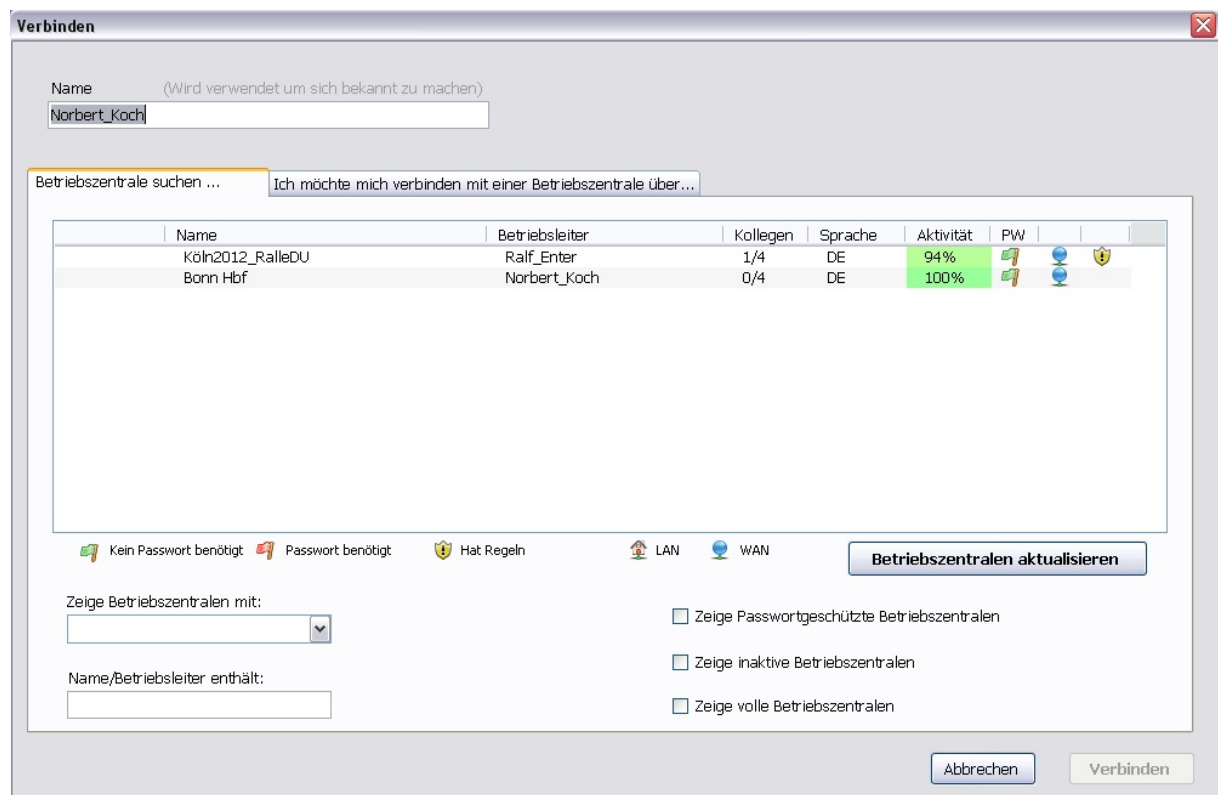 Verbinden
Name (Wird verwendet um sich bekannt zu machen)
Norbert_Koch
Betriebszentrale suchen ... Ich möchte mich verbinden mit einer Betriebszentrale über...
Name Betriebsleiter Kollegen Sprache Aktivität PW
Köln2012_RalleDU Ralf_Enter 1/4 DE 94%
Bonn Hbf Norbert_Koch 0/4 DE 100%
Kein Passwort benötigt Passwort benötigt Hat Regeln LAN WAN Betriebszentralen aktualisieren
Zeige Betriebszentralen mit: Zeige Passwortgeschützte Betriebszentralen
Zeige inaktive Betriebszentralen
Name/Betriebsleiter enthält:
Zeige volle Betriebszentralen
Abbrechen Verbinden